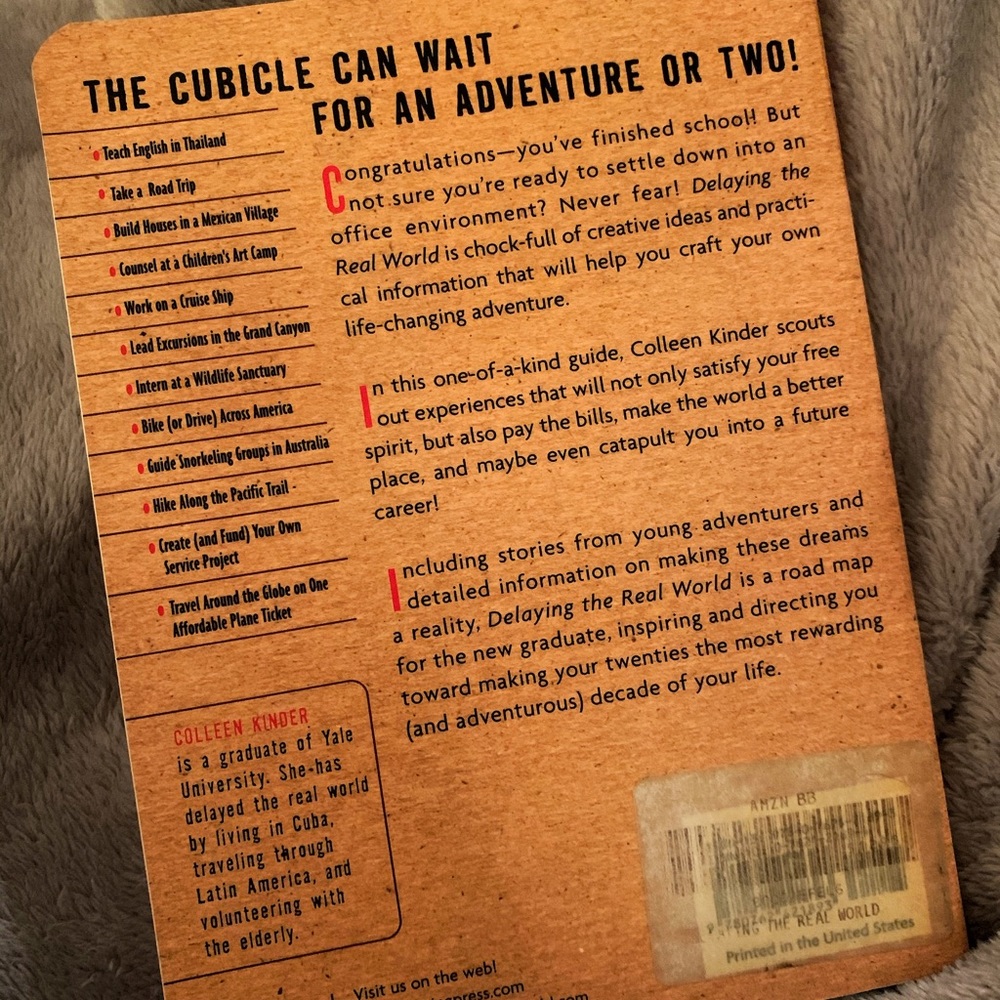 THE CUBICLE CAN WAIT
FOR AN ADVENTURE OR TWO!
Teach English in Thailand
Take a Road Trip
Build Houses in a Mexican Village
Counsel at a Children's Art Camp
Work on a Cruise Ship
Lead Excursions in the Grand Canyon
Intern at a Wildlife Sanctuary
Bike (or Drive) Across America
Guide Snorkeling Groups in Australia
Hike Along the Pacific Trail
Create (and Fund) Your Own
Service Project
Travel Around the Globe on One
Affordable Plane Ticket
Congratulations—you've finished school! But
not sure you're ready to settle down into an
office environment? Never fear! Delaying the
Real World is chock-full of creative ideas and practi-
cal information that will help you craft your own
life-changing adventure.
In this one-of-a-kind guide, Colleen Kinder scouts
out experiences that will not only satisfy your free
spirit, but also pay the bills, make the world a better
place, and maybe even catapult you into a future
career!
Including stories from young adventurers and
detailed information on making these dreams
a reality, Delaying the Real World is a road map
for the new graduate, inspiring and directing you
toward making your twenties the most rewarding
(and adventurous) decade of your life.
COLLEEN KINDER
is a graduate of Yale
University. She has
delayed the real world
by living in Cuba,
traveling through
Latin America, and
volunteering with
the elderly.
AMZN BB
THE REAL WORLD
Printed in the United States
Visit us on the web!